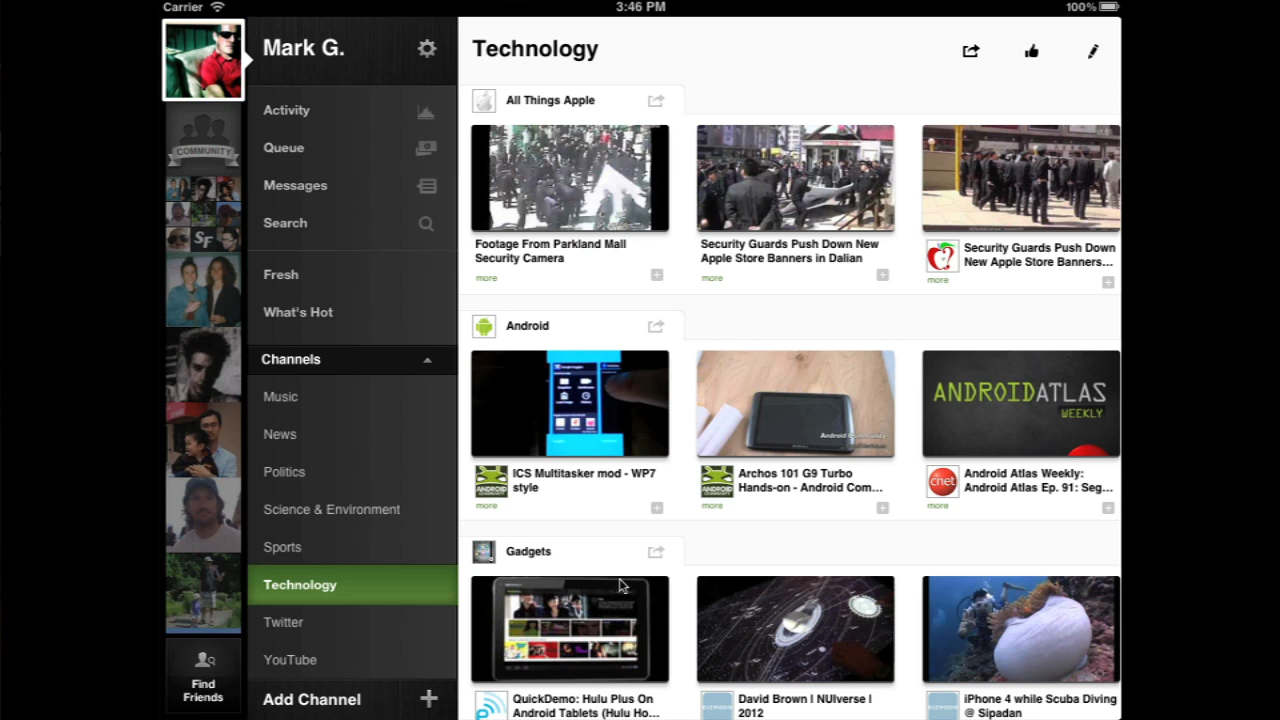 Carrier
3:46 PM
100%
Mark G.
COMMUNITY
SF
Activity
Queue
Messages
Search
Fresh
What's Hot
Channels
Music
News
Politics
Science & Environment
Sports
Technology
Twitter
YouTube
Add Channel
Find
Friends
Technology
All Things Apple
Footage From Parkland Mall
Security Camera
more
Security Guards Push Down New
Apple Store Banners in Dalian
more
Security Guards Push Down
New Apple Store Banners...
more
Android
ANDROIDATLAS
WEEKLY
ICS Multitasker mod - WP7
style
more
Archos 101 G9 Turbo
Hands-on - Android Com...
more
cnet
Android Atlas Weekly:
Android Atlas Ep. 91: Seg...
more
Gadgets
QuickDemo: Hulu Plus On
Android Tablets (Hulu Ho...
David Brown | NUIverse |
2012
iPhone 4 while Scuba Diving
@ Sipadan